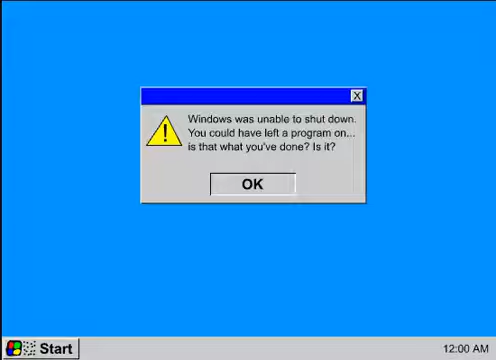 X
Windows was unable to shut down.
You could have left a program on...
is that what you've done? Is it?
OK
Start
12:00 AM